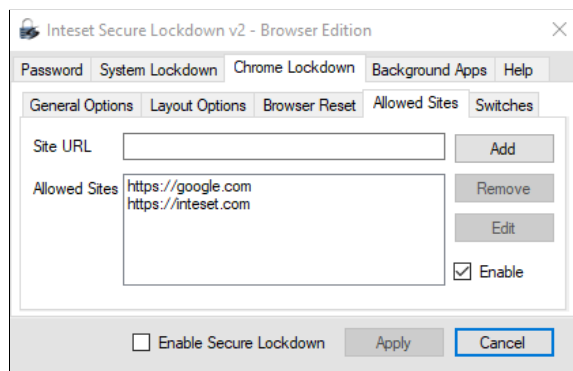 Inteset Secure Lockdown v2 - Browser Edition
Password System Lockdown Chrome Lockdown Background Apps Help
General Options Layout Options Browser Reset Allowed Sites Switches
Site URL Add
Allowed Sites https://google.com Remove
https://inteset.com
Edit
Enable
Enable Secure Lockdown Apply Cancel